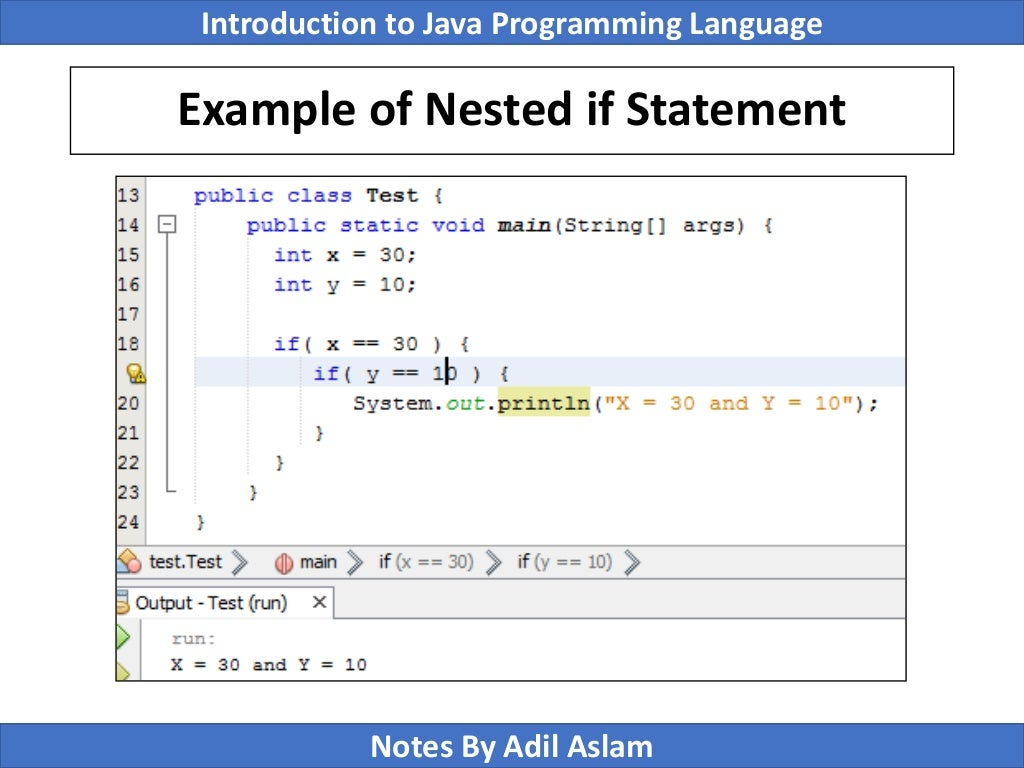 Introduction to Java Programming Language
Example of Nested if Statement
13 public class Test {
14 public static void main(String[] args) {
15 int x = 30;
16 int y = 10;
17
18 if( x == 30 ) {
if( y == 10 ) {
20 System.out.println("X = 30 and Y = 10");
21 }
22 }
23 }
24 }
test.Test main if (x == 30) if (y == 10)
Output - Test (run) X
run:
X = 30 and Y = 10
Notes By Adil Aslam